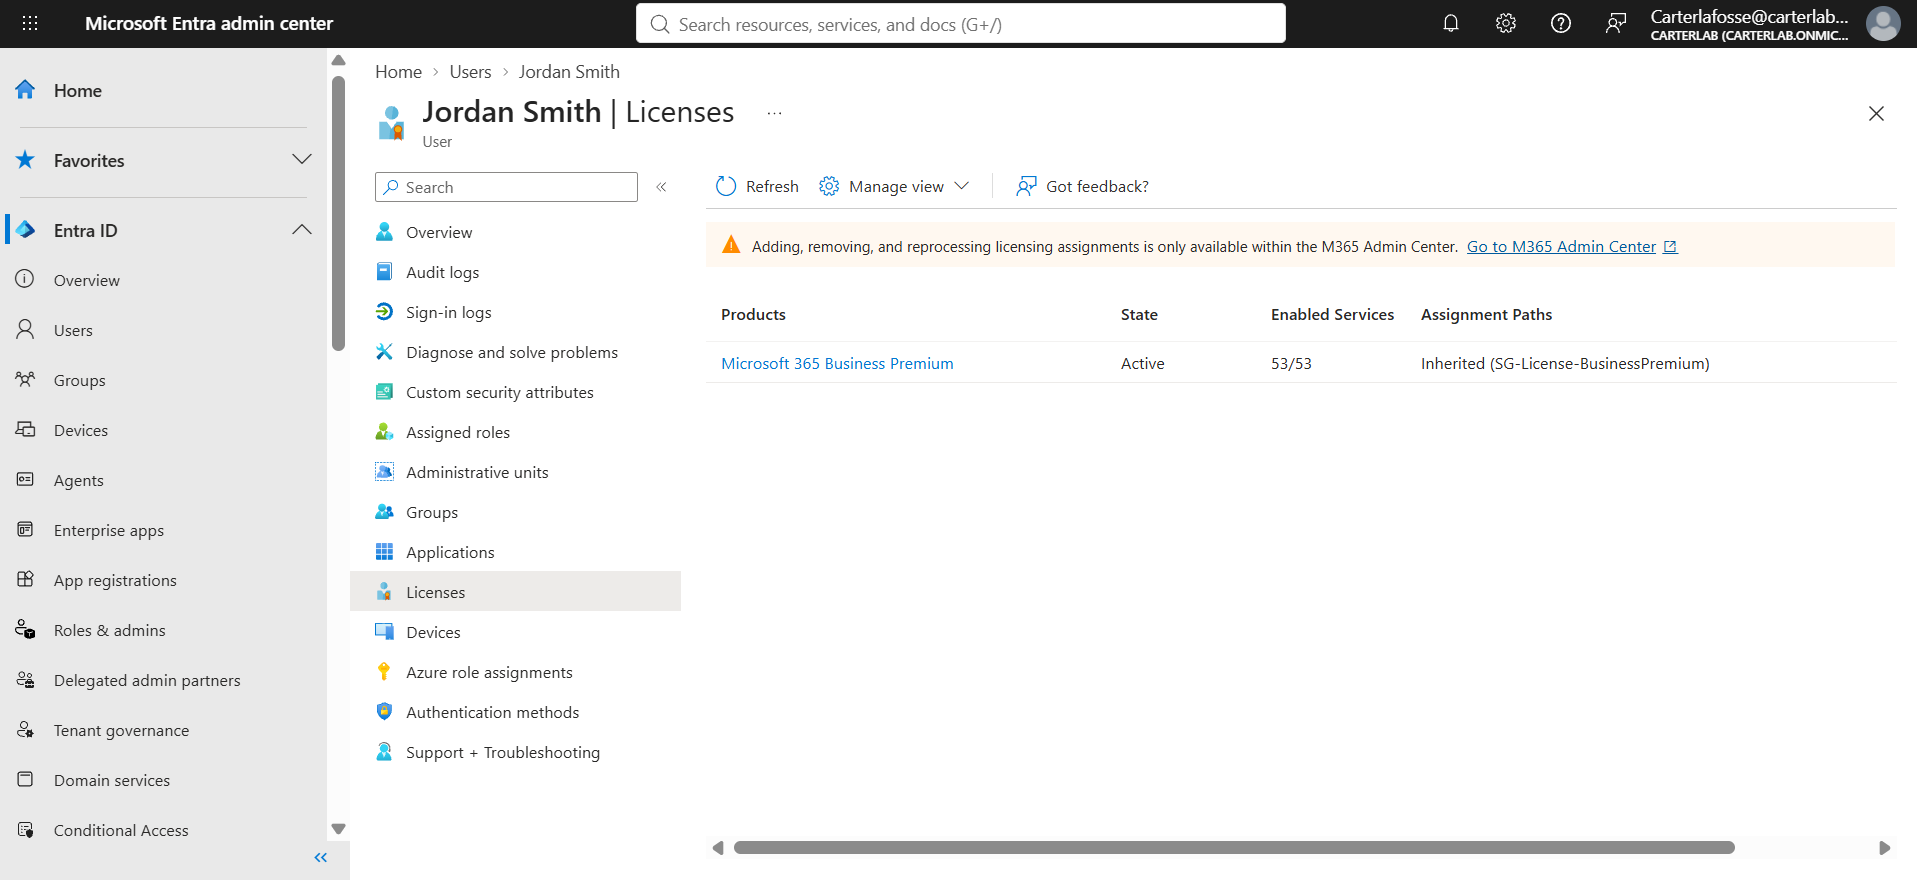 Microsoft Entra admin center
Search resources, services, and docs (G+/)
Carterlafosse@carterlab...
CARTERLAB (CARTERLAB.ONMIC...
Home
Favorites
Entra ID
Overview
Users
Groups
Devices
Agents
Enterprise apps
App registrations
Roles & admins
Delegated admin partners
Tenant governance
Domain services
Conditional Access
Home > Users > Jordan Smith
Jordan Smith | Licenses ...
User
Search
Overview
Audit logs
Sign-in logs
Diagnose and solve problems
Custom security attributes
Assigned roles
Administrative units
Groups
Applications
Licenses
Devices
Azure role assignments
Authentication methods
Support + Troubleshooting
Refresh Manage view Got feedback?
Adding, removing, and reprocessing licensing assignments is only available within the M365 Admin Center. Go to M365 Admin Center
Products State Enabled Services Assignment Paths
Microsoft 365 Business Premium Active 53/53 Inherited (SG-License-BusinessPremium)